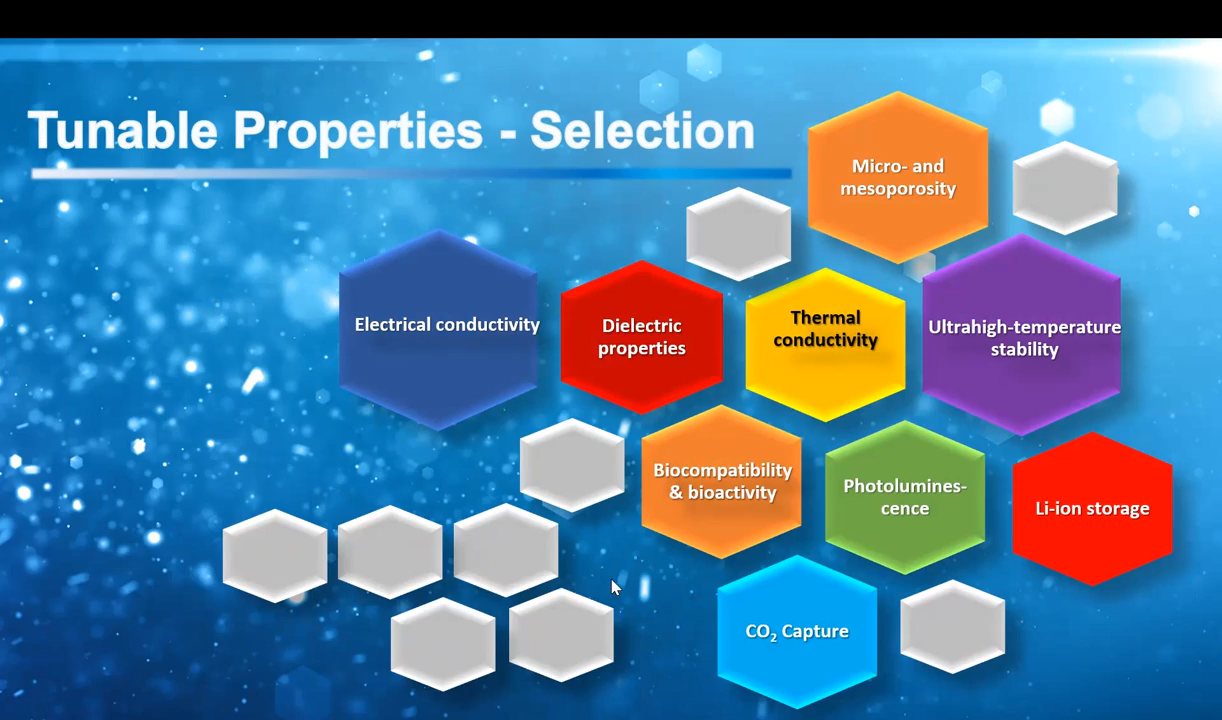 Tunable Properties - Selection
Micro- and
mesoporosity
Electrical conductivity
Dielectric
properties
Thermal
conductivity
Ultrahigh-temperature
stability
Biocompatibility
& bioactivity
Photolumines-
cence
Li-ion storage
CO₂ Capture